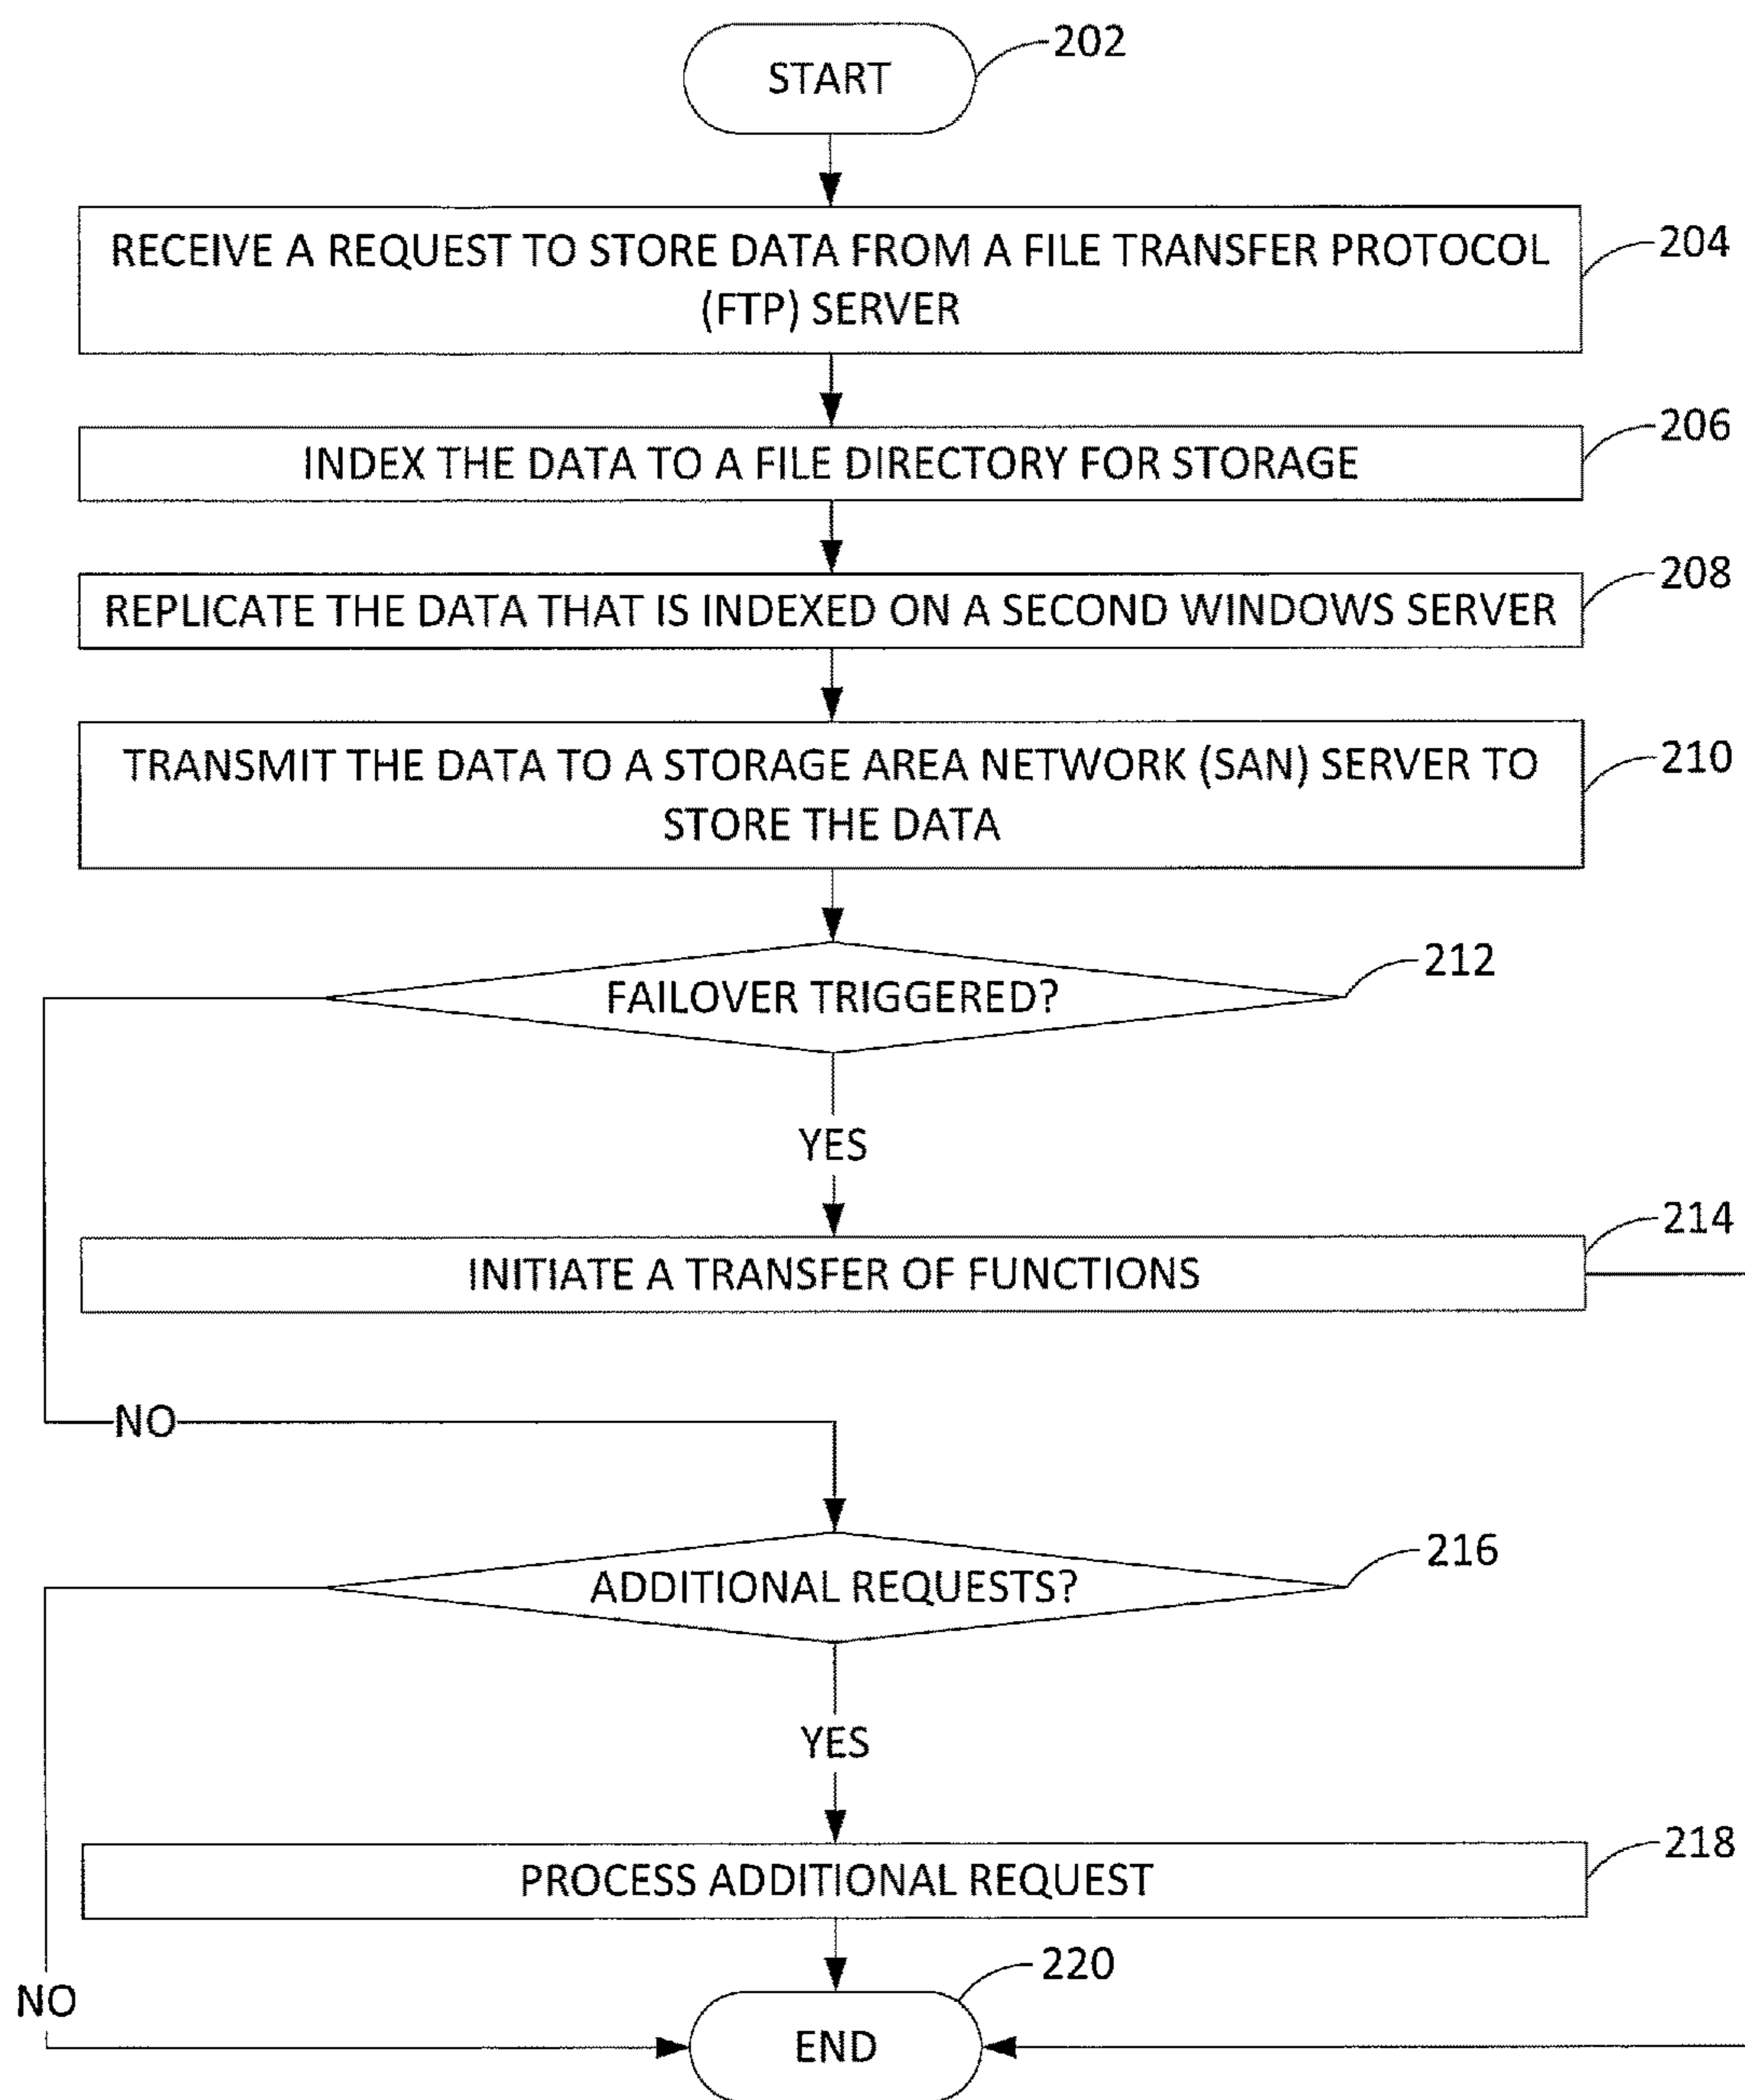 START
202
RECEIVE A REQUEST TO STORE DATA FROM A FILE TRANSFER PROTOCOL
(FTP) SERVER
204
INDEX THE DATA TO A FILE DIRECTORY FOR STORAGE
206
REPLICATE THE DATA THAT IS INDEXED ON A SECOND WINDOWS SERVER
208
TRANSMIT THE DATA TO A STORAGE AREA NETWORK (SAN) SERVER TO
STORE THE DATA
210
FAILOVER TRIGGERED?
212
YES
INITIATE A TRANSFER OF FUNCTIONS
214
NO
ADDITIONAL REQUESTS?
216
YES
PROCESS ADDITIONAL REQUEST
218
NO
END
220